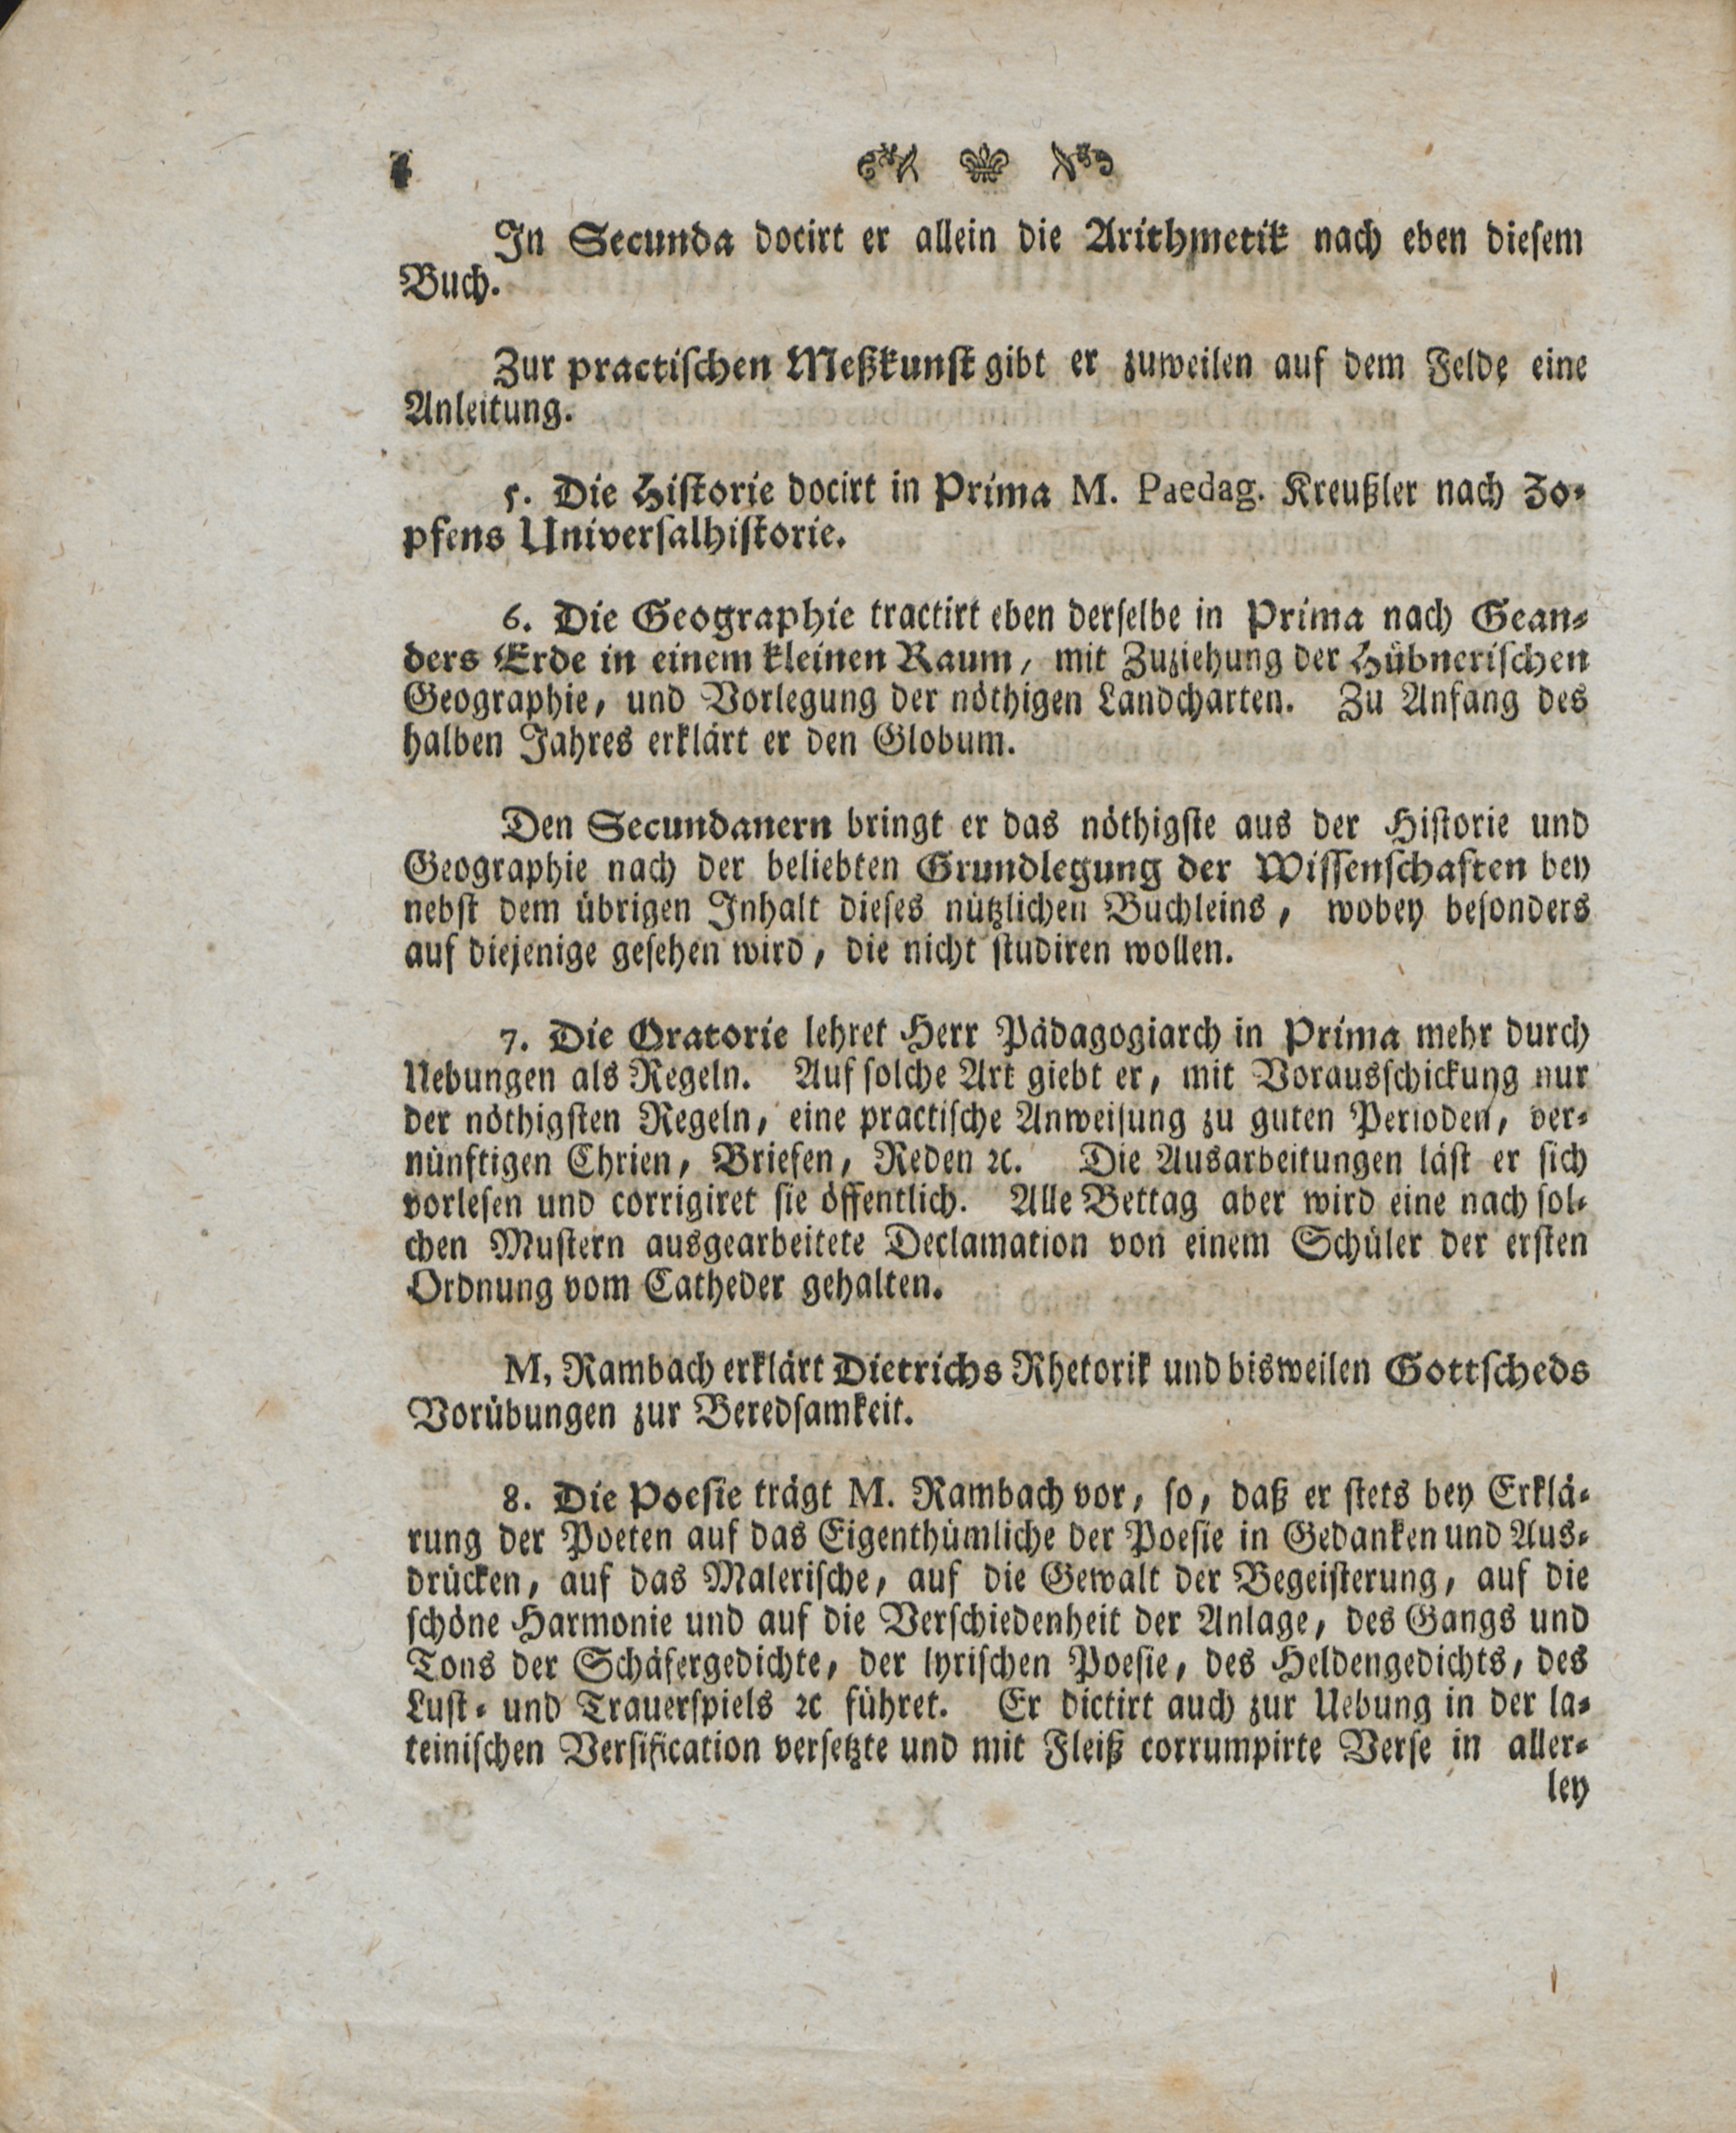 4
In Secunda docirt er allein die Arithmetik nach eben diesem
Buch.
Zur practischen Meßkunst gibt er zuweilen auf dem Felde eine
Anleitung.
5. Die Historie docirt in Prima M. Paedag. Kreußler nach Zo-
pfens Universalhistorie.
6. Die Geographie tractirt eben derselbe in Prima nach Gean-
ders Erde in einem kleinen Raum, mit Zuziehung der Hübnerischen
Geographie, und Vorlegung der nöthigen Landcharten. Zu Anfang des
halben Jahres erklärt er den Globum.
Den Secundanern bringt er das nöthigste aus der Historie und
Geographie nach der beliebten Grundlegung der Wissenschaften bey
nebst dem übrigen Inhalt dieses nützlichen Buchleins, wobey besonders
auf diejenige gesehen wird, die nicht studiren wollen.
7. Die Oratorie lehret Herr Pädagogiarch in Prima mehr durch
Uebungen als Regeln. Auf solche Art giebt er, mit Vorausschickung nur
der nöthigsten Regeln, eine practische Anweisung zu guten Perioden, ver-
nünftigen Chrien, Briefen, Reden ꝛc. Die Ausarbeitungen läst er sich
vorlesen und corrigiret sie öffentlich. Alle Bettag aber wird eine nach sol-
chen Mustern ausgearbeitete Declamation von einem Schüler der ersten
Ordnung vom Catheder gehalten.
M, Rambach erklärt Dietrichs Rhetorik und bisweilen Gottscheds
Vorübungen zur Beredsamkeit.
8. Die Poesie trägt M. Rambach vor, so, daß er stets bey Erklä-
rung der Poeten auf das Eigenthümliche der Poesie in Gedanken und Aus-
drücken, auf das Malerische, auf die Gewalt der Begeisterung, auf die
schöne Harmonie und auf die Verschiedenheit der Anlage, des Gangs und
Tons der Schäfergedichte, der lyrischen Poesie, des Heldengedichts, des
Lust- und Trauerspiels ꝛc führet. Er dictirt auch zur Uebung in der la-
teinischen Versification versetzte und mit Fleiß corrumpirte Verse in aller-
ley